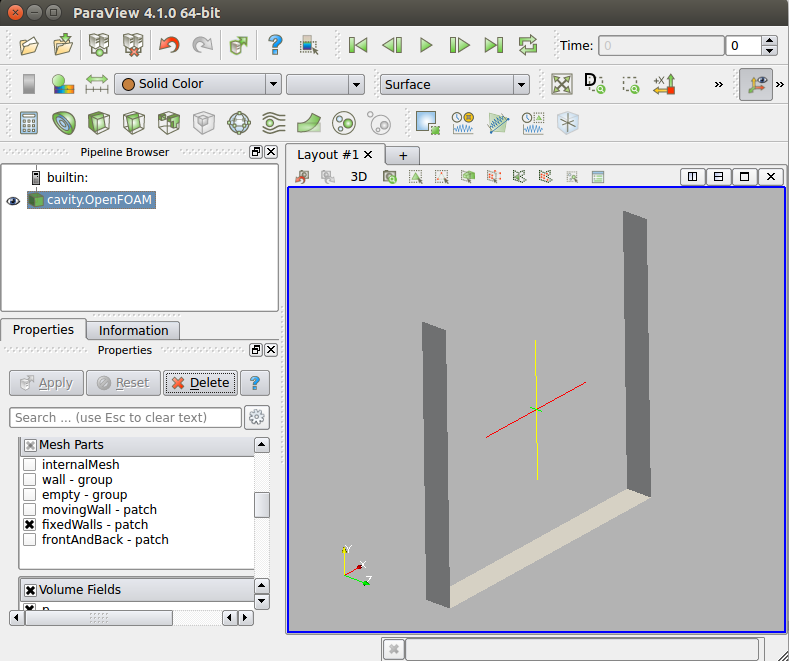 ParaView 4.1.0 64-bit
Time: 0 0
Solid Color Surface
D
+X
» »
Pipeline Browser
Layout #1 +
builtin:
3D
cavity.OpenFOAM
Properties Information
Properties
Apply Reset Delete ?
Search ... (use Esc to clear text)
Mesh Parts
internalMesh
wall - group
empty - group
movingWall - patch
fixedWalls - patch
frontAndBack - patch
Volume Fields
p
Y
X
Z